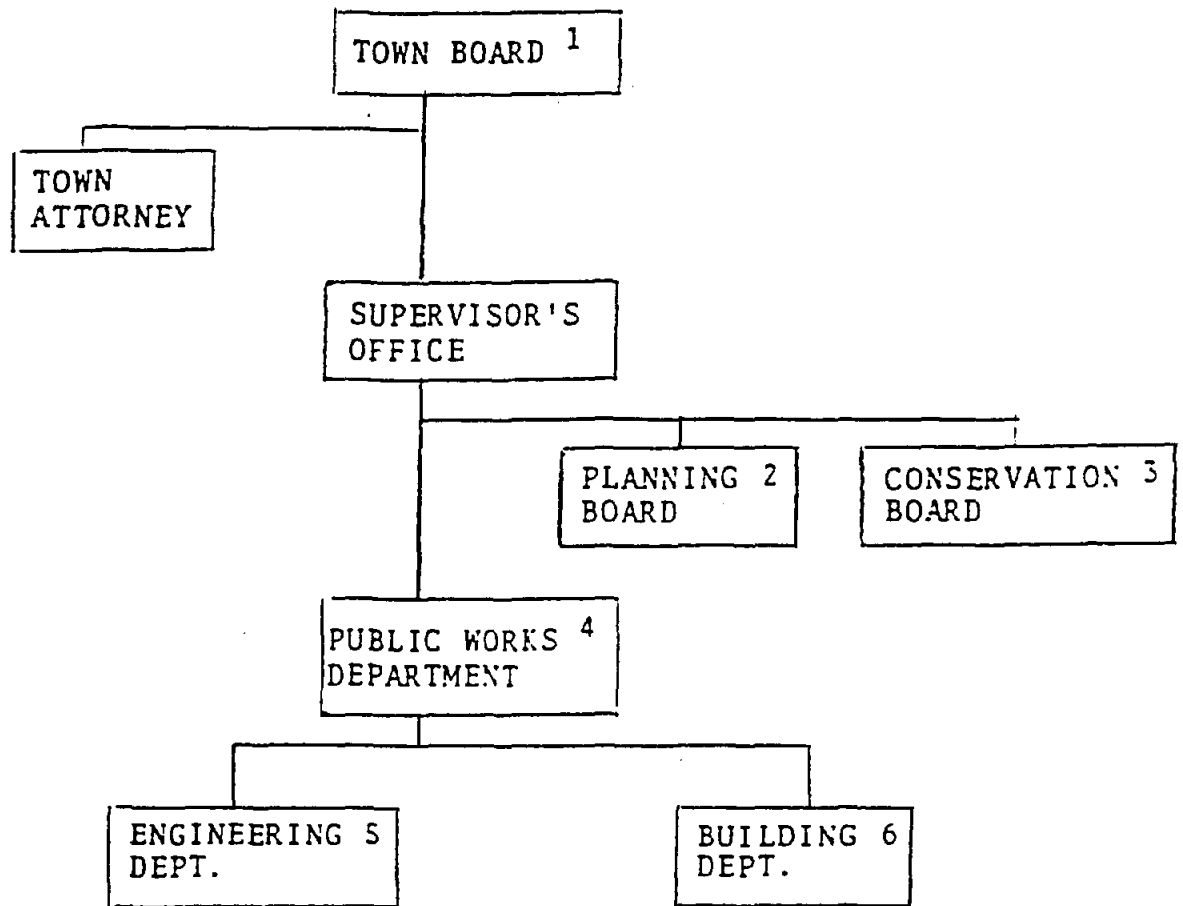 TOWN BOARD 1
TOWN
ATTORNEY
SUPERVISOR'S
OFFICE
PLANNING 2
BOARD
CONSERVATION 3
BOARD
PUBLIC WORKS 4
DEPARTMENT
ENGINEERING 5
DEPT.
BUILDING 6
DEPT.